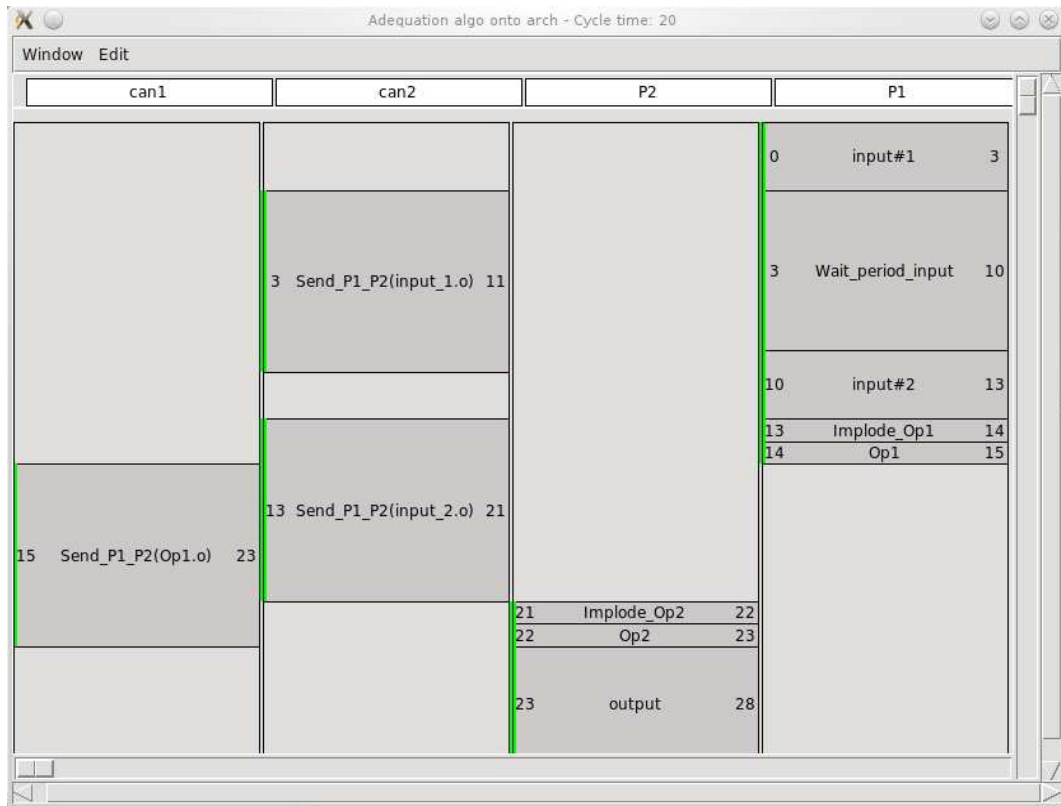 Adequation algo onto arch - Cycle time: 20
Window Edit
can1 can2 P2 P1
0 input#1 3
3 Wait_period_input 10
3 Send_P1_P2(input_1.o) 11
10 input#2 13
13 Implode_Op1 14
14 Op1 15
13 Send_P1_P2(input_2.o) 21
15 Send_P1_P2(Op1.o) 23
21 Implode_Op2 22
22 Op2 23
23 output 28